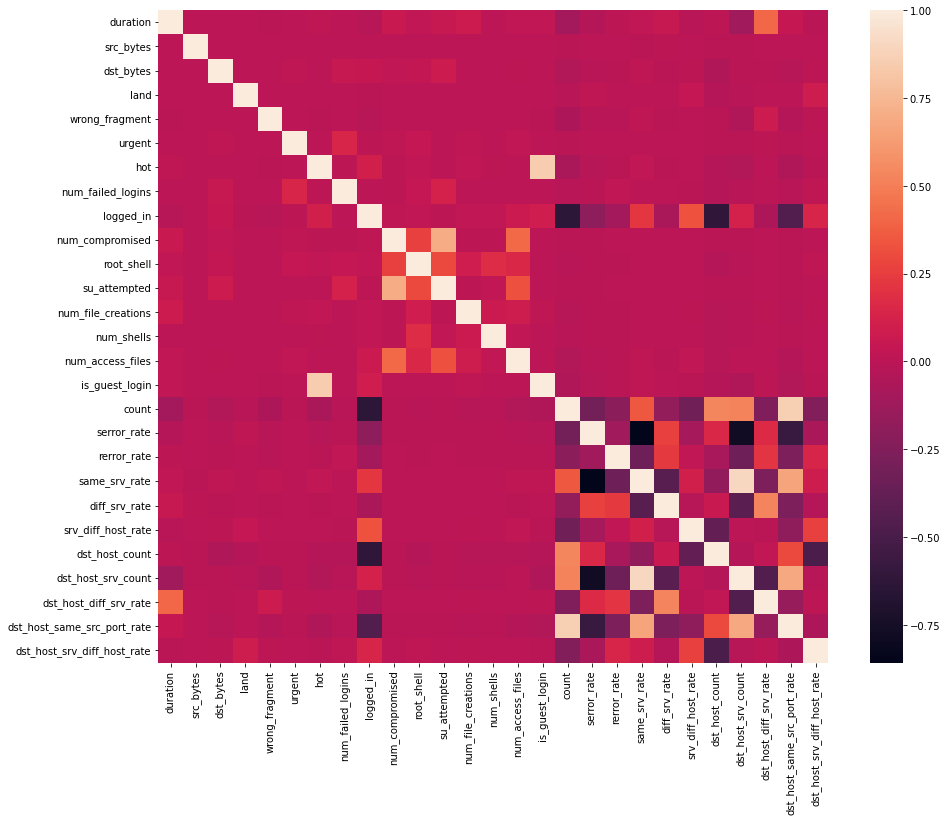 duration
src_bytes
dst_bytes
land
wrong_fragment
urgent
hot
num_failed_logins
logged_in
num_compromised
root_shell
su_attempted
num_file_creations
num_shells
num_access_files
is_guest_login
count
serror_rate
rerror_rate
same_srv_rate
diff_srv_rate
srv_diff_host_rate
dst_host_count
dst_host_srv_count
dst_host_diff_srv_rate
dst_host_same_src_port_rate
dst_host_srv_diff_host_rate
duration
src_bytes
dst_bytes
land
wrong_fragment
urgent
hot
num_failed_logins
logged_in
num_compromised
root_shell
su_attempted
num_file_creations
num_shells
num_access_files
is_guest_login
count
serror_rate
rerror_rate
same_srv_rate
diff_srv_rate
srv_diff_host_rate
dst_host_count
dst_host_srv_count
dst_host_diff_srv_rate
dst_host_same_src_port_rate
dst_host_srv_diff_host_rate
1.00
0.75
0.50
0.25
0.00
−0.25
−0.50
−0.75